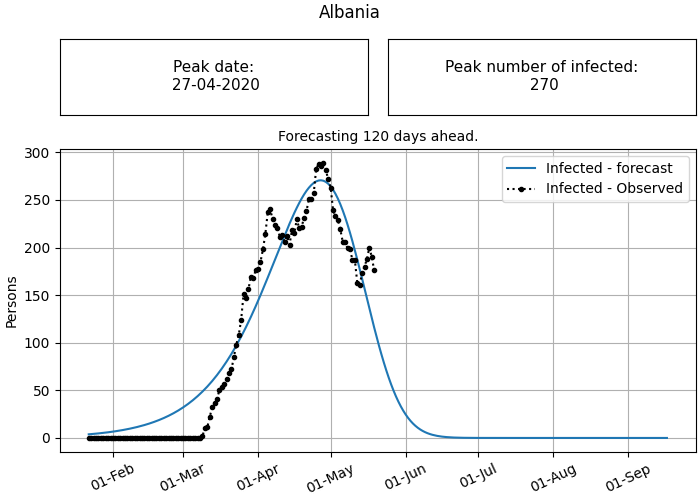 Albania
Peak date:
27-04-2020
Peak number of infected:
270
Forecasting 120 days ahead.
Infected - forecast
Infected - Observed
Persons
300
250
200
150
100
50
0
01-Feb
01-Mar
01-Apr
01-May
01-Jun
01-Jul
01-Aug
01-Sep